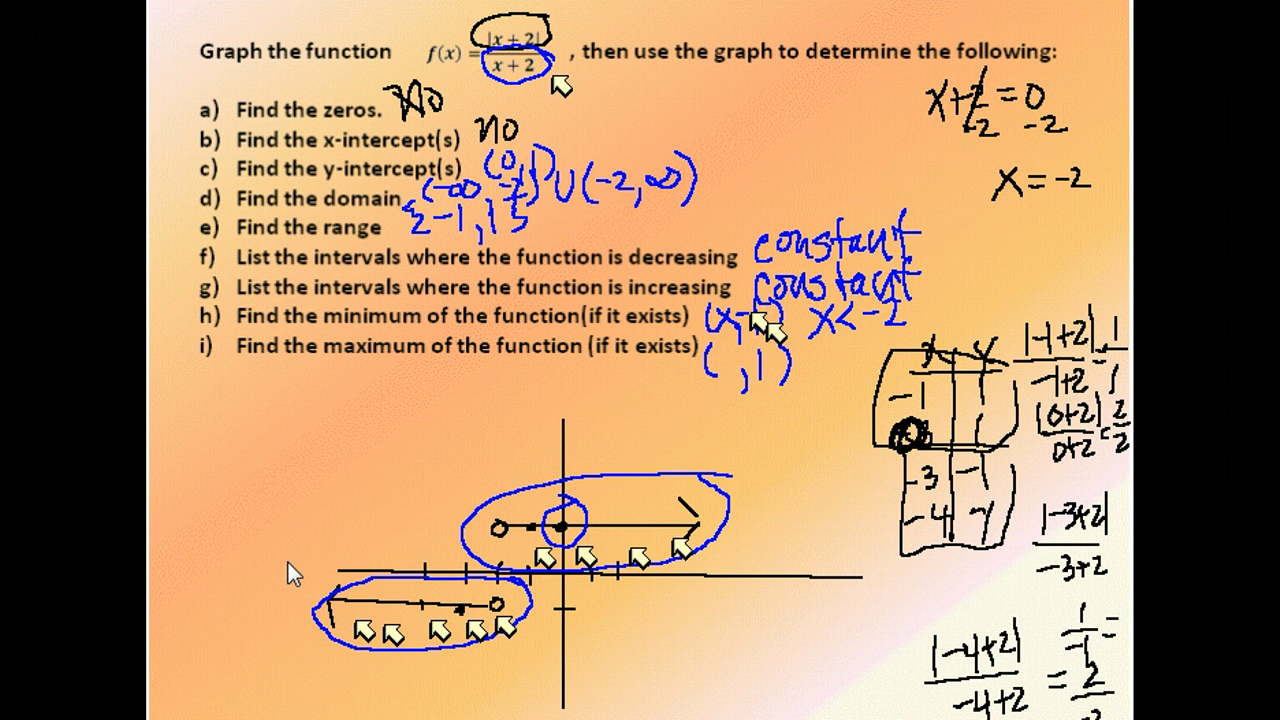 Graph the function f(x) = |x + 2| / x + 2 , then use the graph to determine the following:
a) Find the zeros. No
b) Find the x-intercept(s) no
c) Find the y-intercept(s) (0,1)
d) Find the domain (-∞, -2) ∪ (-2, ∞)
e) Find the range {-1, 1}
f) List the intervals where the function is decreasing constant
g) List the intervals where the function is increasing constant
h) Find the minimum of the function(if it exists) (x, -1) x < -2
i) Find the maximum of the function (if it exists) ( , 1)
x+2 = 0
-2 -2
x = -2
x y
-1 1
-3 -1
-4
|-1+2| / -1+2 = 1 / 1
|0+2| / 0+2 = 2 / 2
|-3+2| / -3+2
1 / -1 =
|-4+2| / -4+2 = 2 / -2